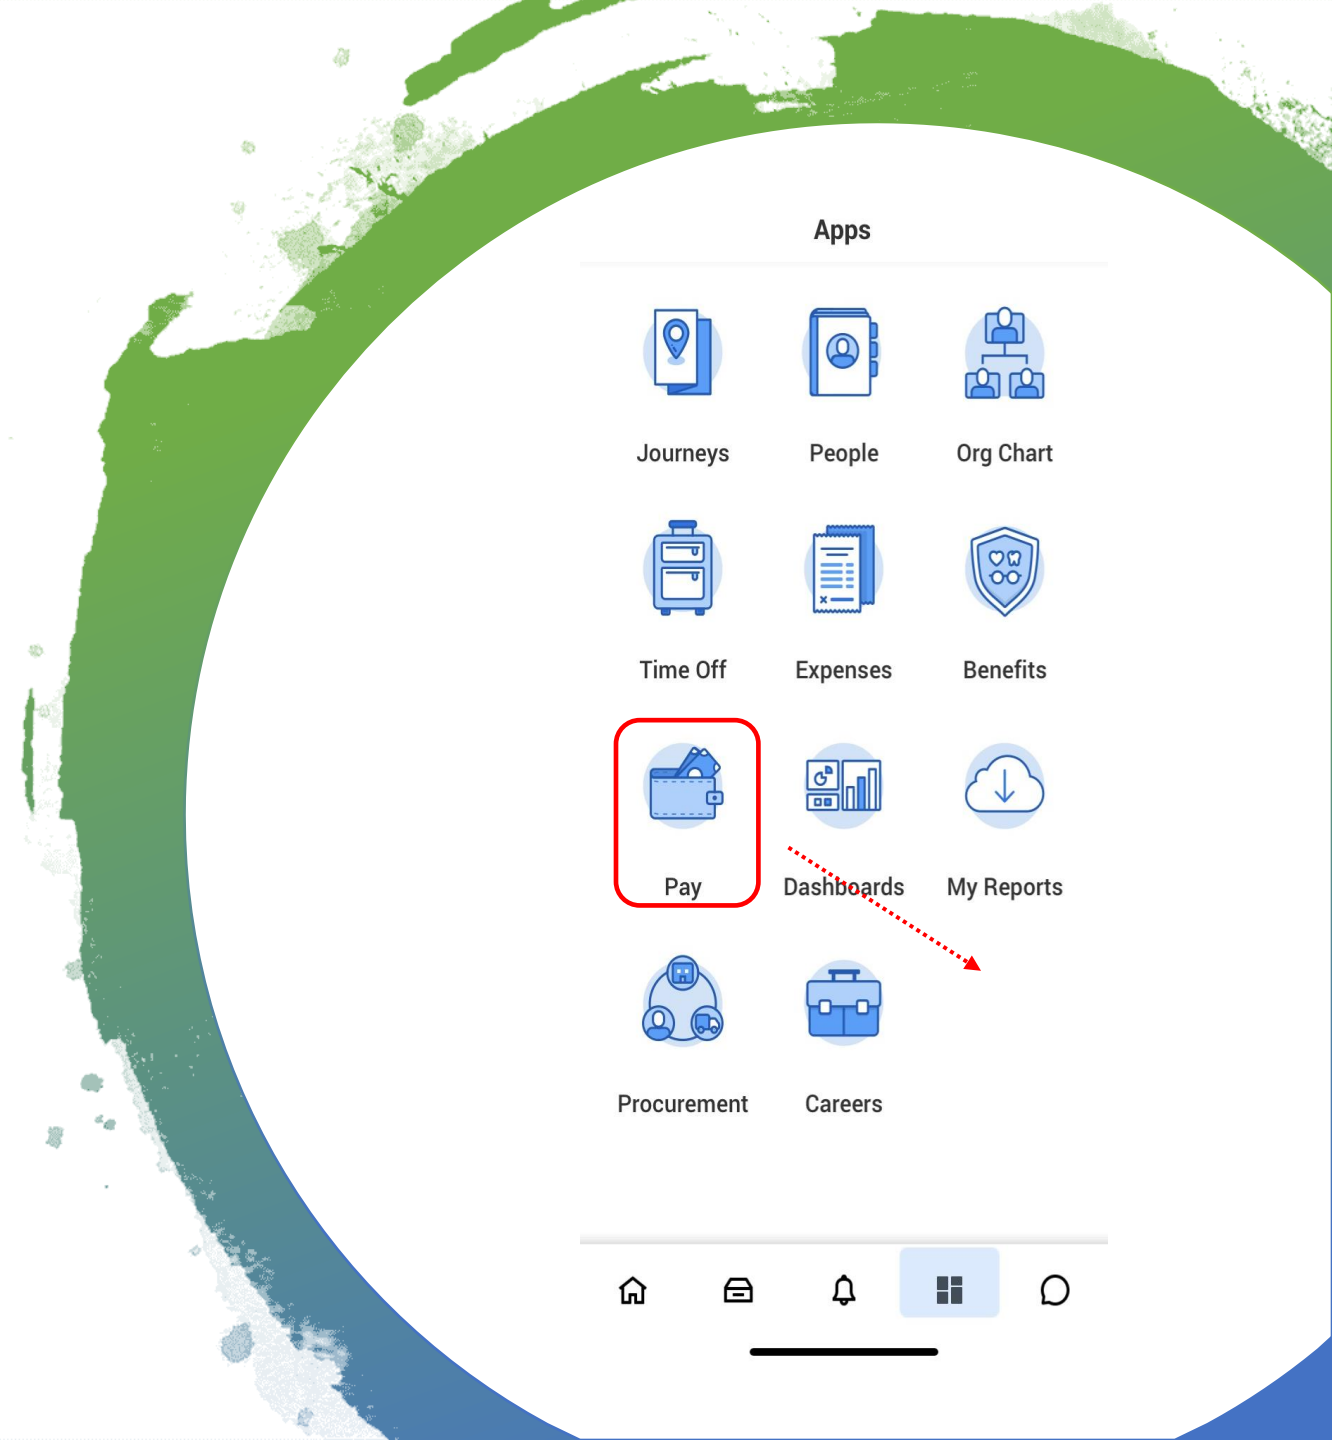 Apps
Journeys People Org Chart
Time Off Expenses Benefits
Pay Dashboards My Reports
Procurement Careers